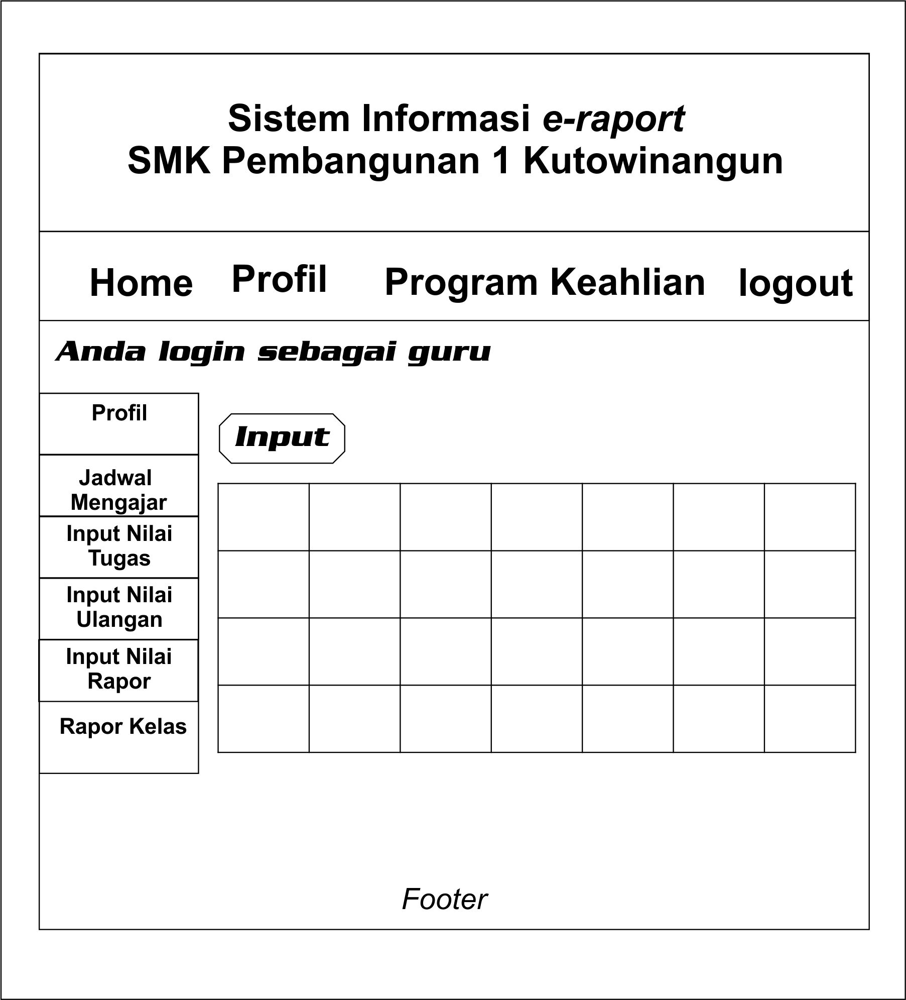 Sistem Informasi e-raport
SMK Pembangunan 1 Kutowinangun
Home Profil Program Keahlian logout
Anda login sebagai guru
Profil
Jadwal
Mengajar
Input Nilai
Tugas
Input Nilai
Ulangan
Input Nilai
Rapor
Rapor Kelas
Input
Footer